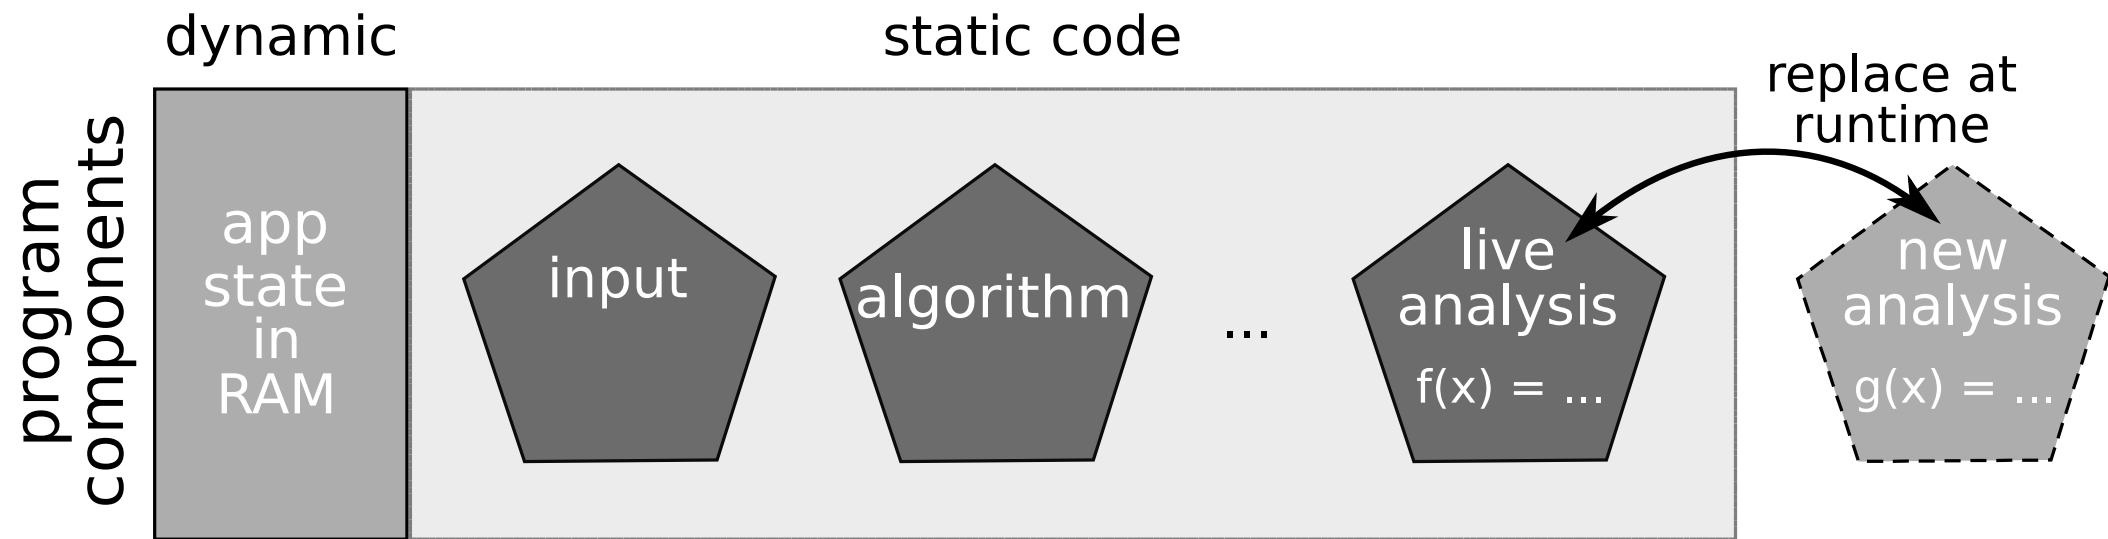 dynamic
static code
replace at
runtime
program
components
app
state
in
RAM
input
algorithm
...
live
analysis
f(x) = ...
new
analysis
g(x) = ...